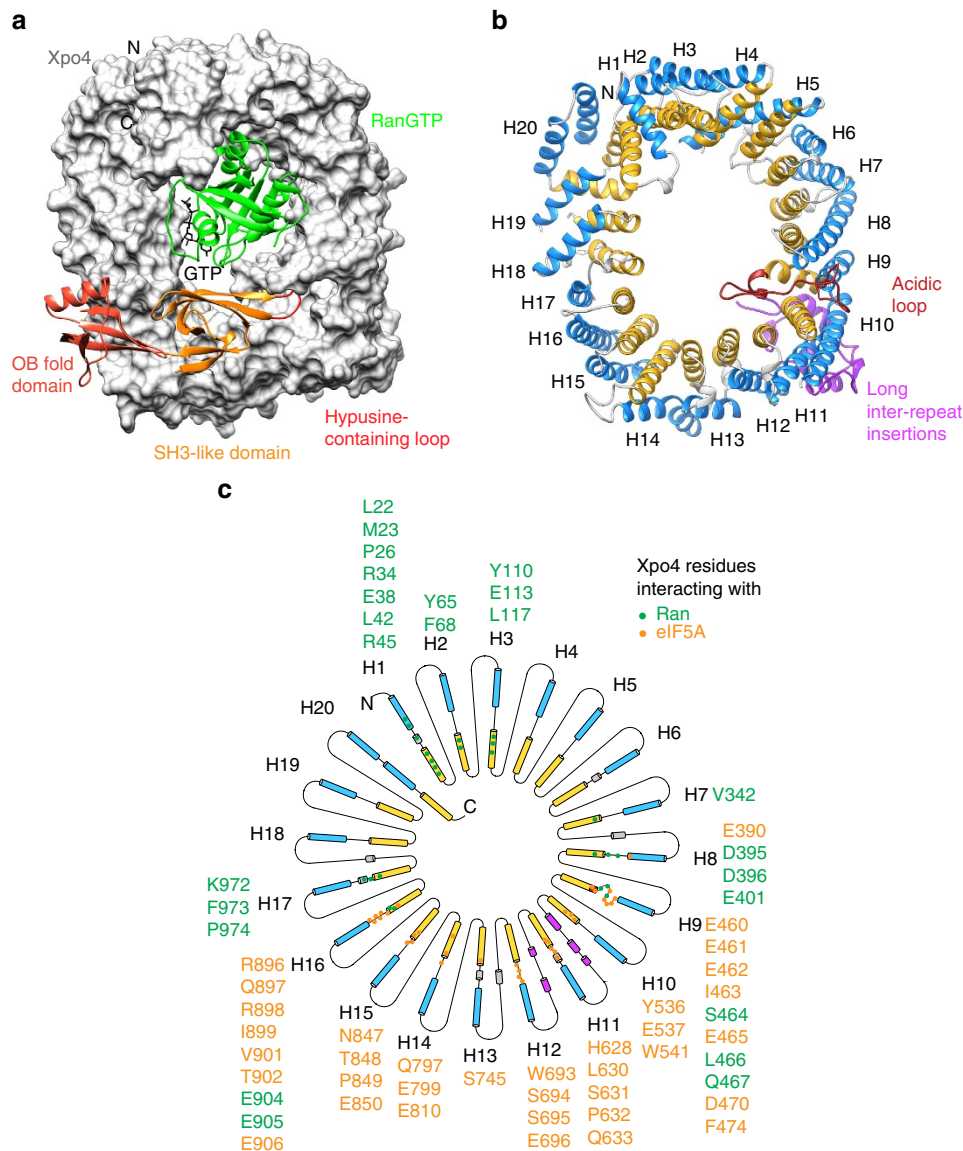 a
Xpo4
N
C
RanGTP
GTP
OB fold
domain
SH3-like domain
Hypusine-
containing loop
b
H1
H2
H3
H4
N
H5
H20
H6
H7
H19
H8
H18
H9
Acidic
loop
H17
H10
H16
H15
Long
inter-repeat
insertions
H14
H13
H12
H11
c
L22
M23
P26
R34
E38
L42
R45
H1
Y65
F68
H2
Y110
E113
L117
H3
Xpo4 residues
interacting with
Ran
eIF5A
H4
H5
H6
H7
V342
H8
E390
D395
D396
E401
H9
E460
E461
E462
I463
S464
E465
L466
Q467
D470
F474
H10
Y536
E537
W541
H11
H628
L630
S631
P632
Q633
H12
W693
S694
S695
E696
H13
S745
H14
Q797
E799
E810
H15
N847
T848
P849
E850
H16
R896
Q897
R898
I899
V901
T902
E904
E905
E906
H17
K972
F973
P974
H18
H19
H20
N
C